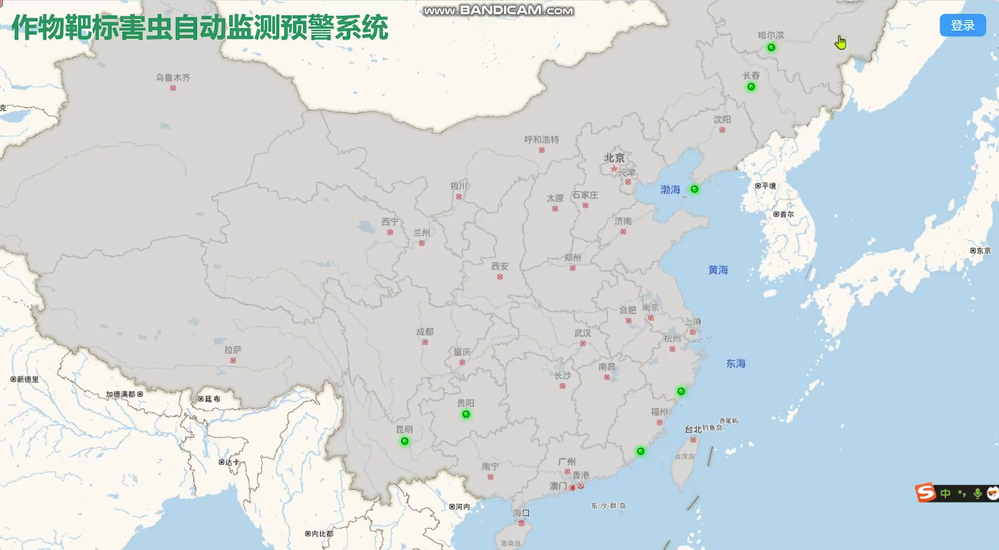 www.BANDICAM.com
作物靶标害虫自动监测预警系统
登录
哈尔滨
乌鲁木齐
长春
克
沈阳
呼和浩特
北京
天津
银川
渤海
平壤
太原
石家庄
首尔
西宁
济南
兰州
东京
郑州
西安
黄海
合肥
南京
上海
成都
武汉
杭州
拉萨
重庆
东海
南昌
长沙
新德里
加德满都
廷布
贵阳
福州
赤尾屿
昆明
台北
钓鱼岛
台湾岛
达卡
南宁
广州
香港
澳门
中
河内
东沙群岛
海口
内比都
海南岛